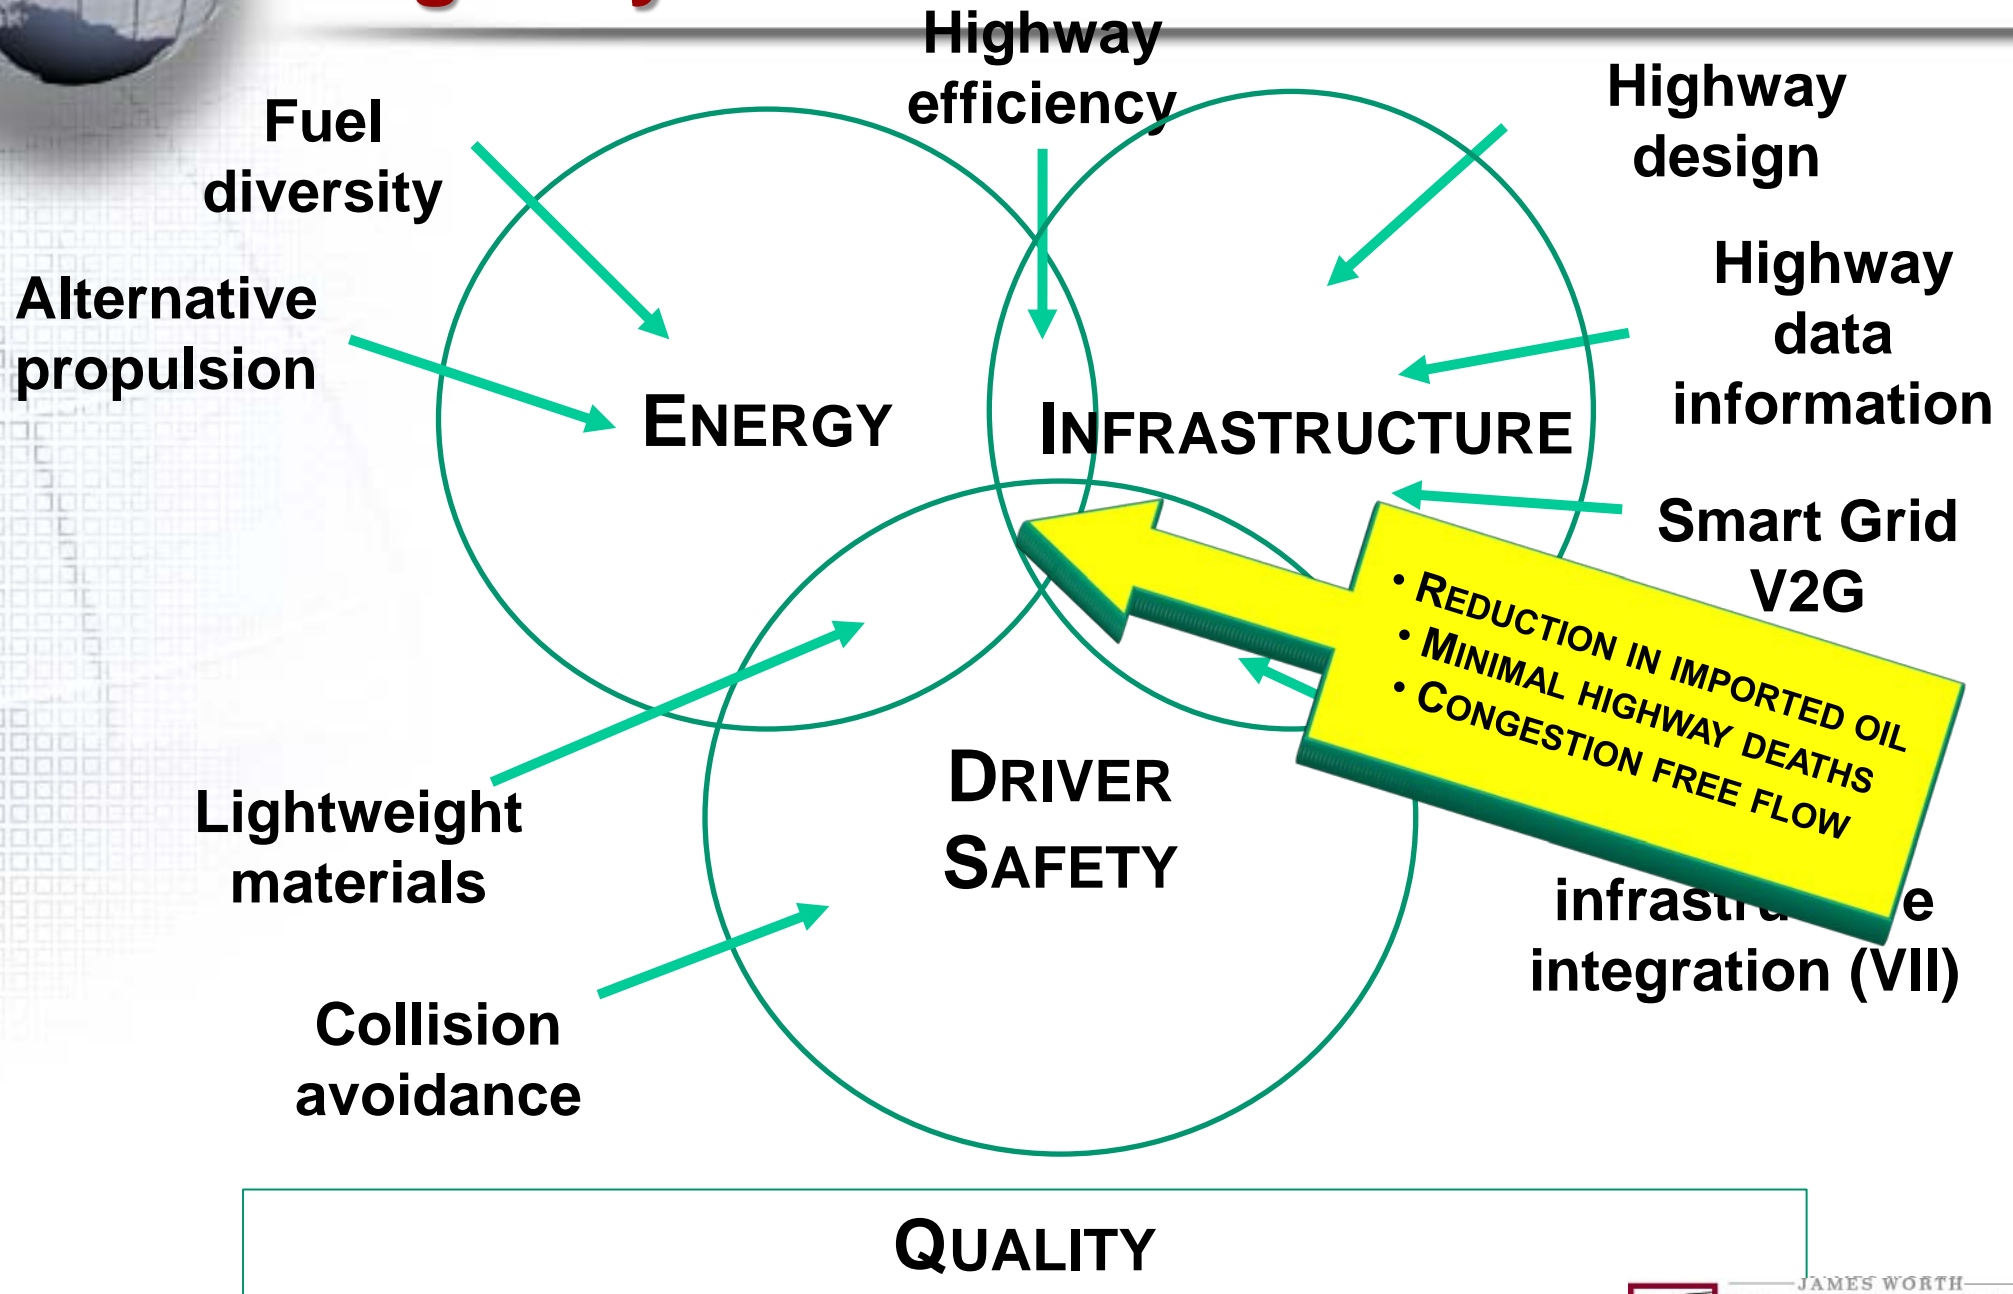 Highway
efficiency
Fuel
diversity
Highway
design
Alternative
propulsion
Highway
data
information
ENERGY
INFRASTRUCTURE
Smart Grid
V2G
• REDUCTION IN IMPORTED OIL
• MINIMAL HIGHWAY DEATHS
• CONGESTION FREE FLOW
DRIVER
SAFETY
Lightweight
materials
integration (VII)
Collision
avoidance
QUALITY
JAMES WORTH